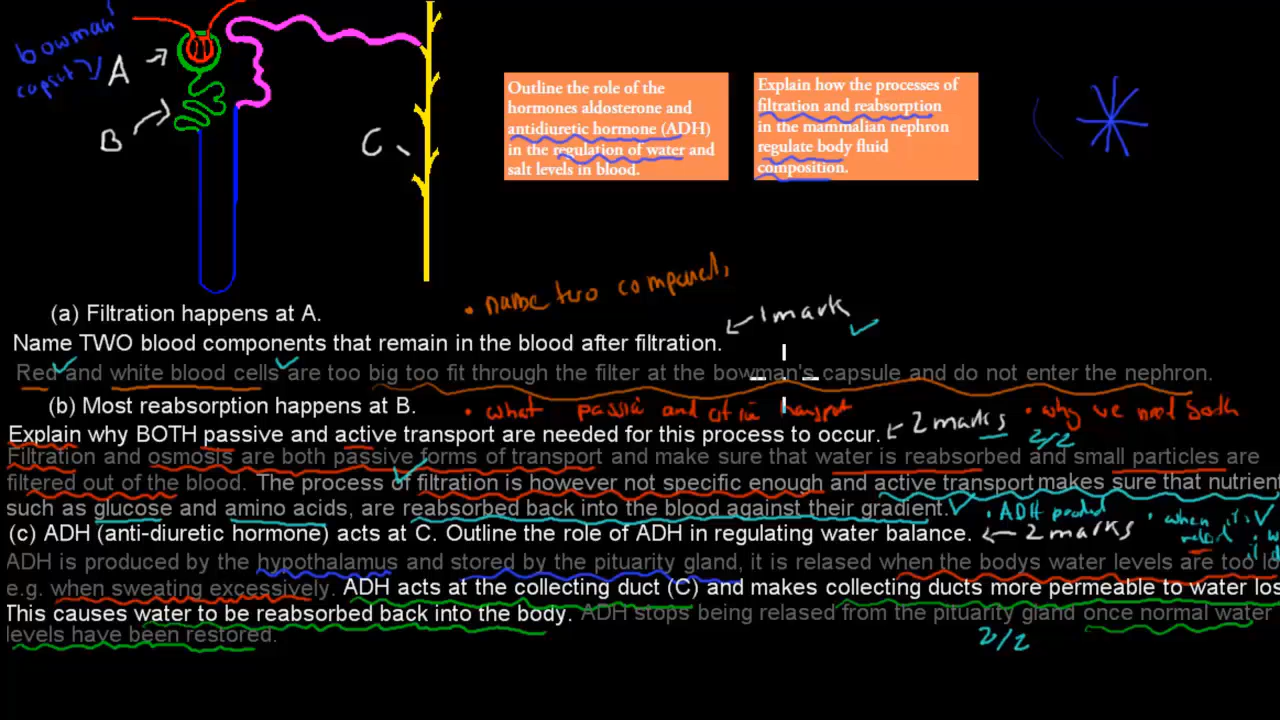 bowman's
capsule
A
B
C
Outline the role of the
hormones aldosterone and
antidiuretic hormone (ADH)
in the regulation of water and
salt levels in blood.
Explain how the processes of
filtration and reabsorption
in the mammalian nephron
regulate body fluid
composition.
(a) Filtration happens at A.
• name two
1 mark
Name TWO blood components that remain in the blood after filtration.
Red and white blood cells are too big too fit through the filter at the bowman's capsule and do not enter the nephron.
(b) Most reabsorption happens at B.
• what passive and active transport
• why we need both
Explain why BOTH passive and active transport are needed for this process to occur.
2 marks
2/2
Filtration and osmosis are both passive forms of transport and make sure that water is reabsorbed and small particles are
filtered out of the blood. The process of filtration is however not specific enough and active transport makes sure that nutrient
such as glucose and amino acids, are reabsorbed back into the blood against their gradient.
• ADH
• when
(c) ADH (anti-diuretic hormone) acts at C. Outline the role of ADH in regulating water balance.
2 marks
ADH is produced by the hypothalamus and stored by the pituarity gland, it is relased when the bodys water levels are too lo
e.g. when sweating excessively. ADH acts at the collecting duct (C) and makes collecting ducts more permeable to water los
This causes water to be reabsorbed back into the body. ADH stops being relased from the pituarity gland once normal water
levels have been restored.
2/2